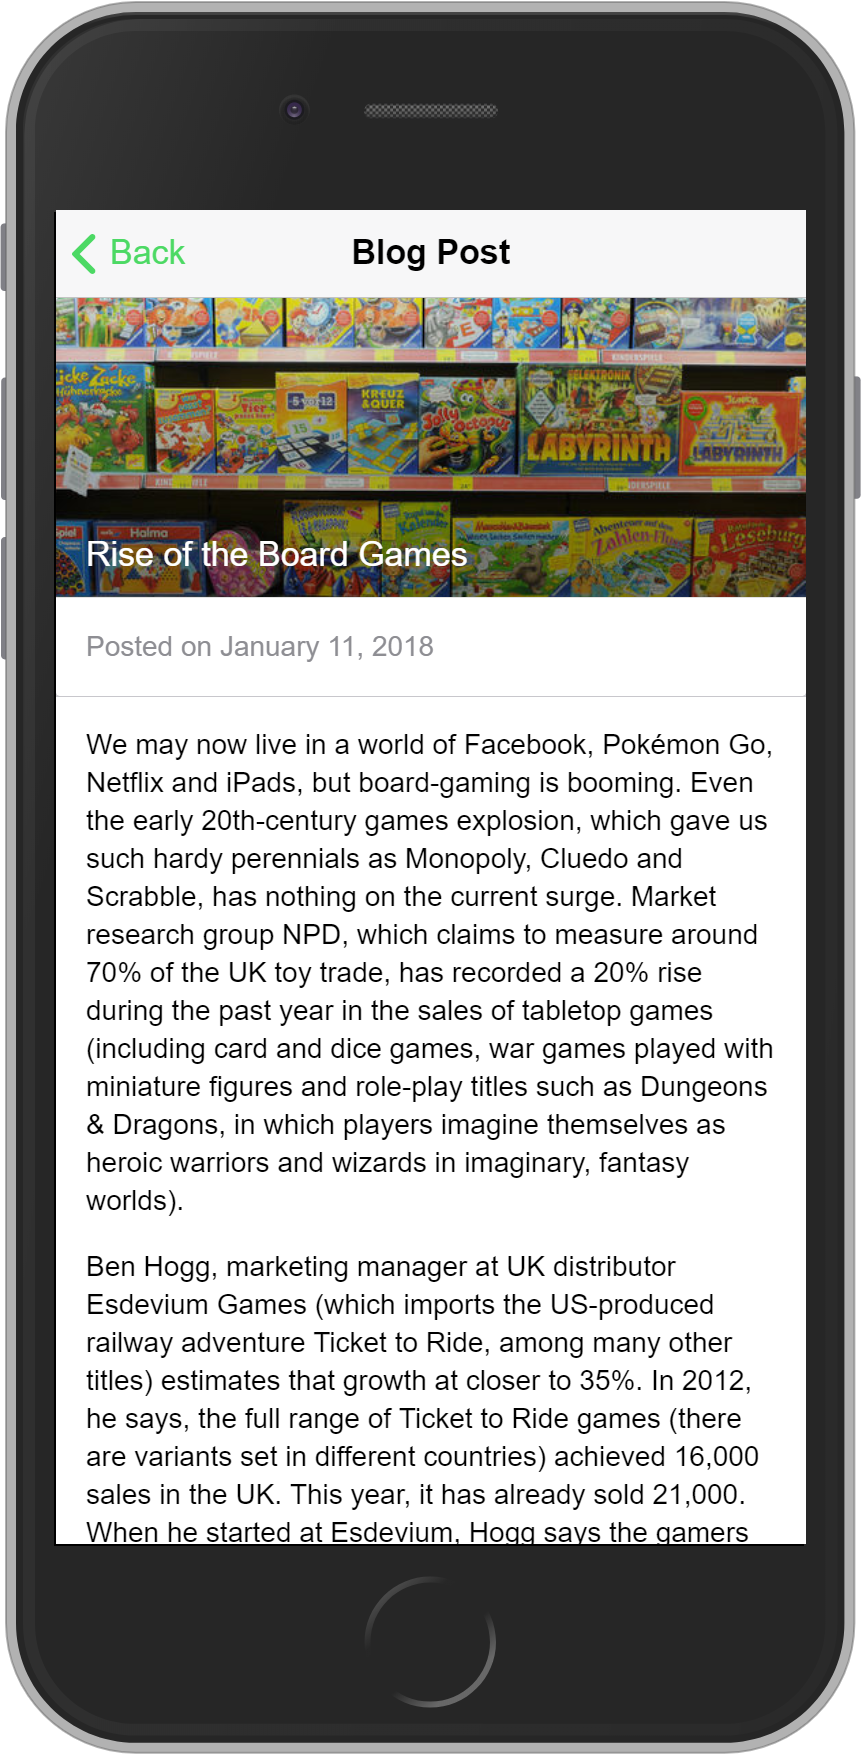 Back
Blog Post
KINDERSPIELE
Zicke Zacke
Hühnerkacke
Tier
5 vor 12
15
16
KREUZ
&QUER
Jolly
Octopus
ELEKTRONIK
LABYRINTH
JUNIOR
LABYRINTH
Halma
Kalender
Abenteuer auf dem
Zahlen-Fluss
Leseburg
Rise of the Board Games
Posted on January 11, 2018
We may now live in a world of Facebook, Pokémon Go,
Netflix and iPads, but board-gaming is booming. Even
the early 20th-century games explosion, which gave us
such hardy perennials as Monopoly, Cluedo and
Scrabble, has nothing on the current surge. Market
research group NPD, which claims to measure around
70% of the UK toy trade, has recorded a 20% rise
during the past year in the sales of tabletop games
(including card and dice games, war games played with
miniature figures and role-play titles such as Dungeons
& Dragons, in which players imagine themselves as
heroic warriors and wizards in imaginary, fantasy
worlds).
Ben Hogg, marketing manager at UK distributor
Esdevium Games (which imports the US-produced
railway adventure Ticket to Ride, among many other
titles) estimates that growth at closer to 35%. In 2012,
he says, the full range of Ticket to Ride games (there
are variants set in different countries) achieved 16,000
sales in the UK. This year, it has already sold 21,000.
When he started at Esdevium, Hogg says the gamers